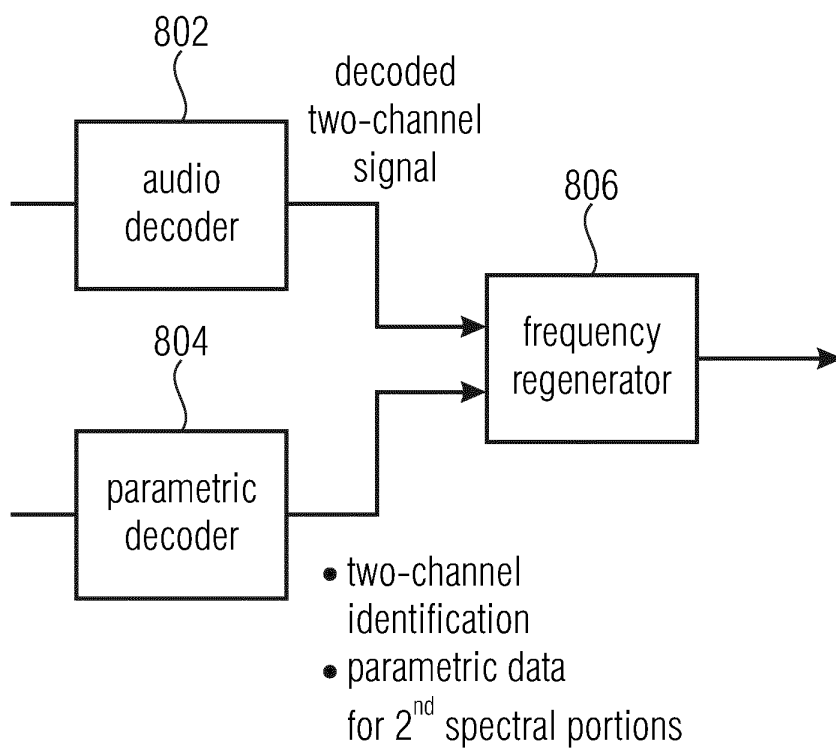 802
decoded
two-channel
signal
audio
decoder
806
804
frequency
regenerator
parametric
decoder
• two-channel
identification
• parametric data
for 2nd spectral portions